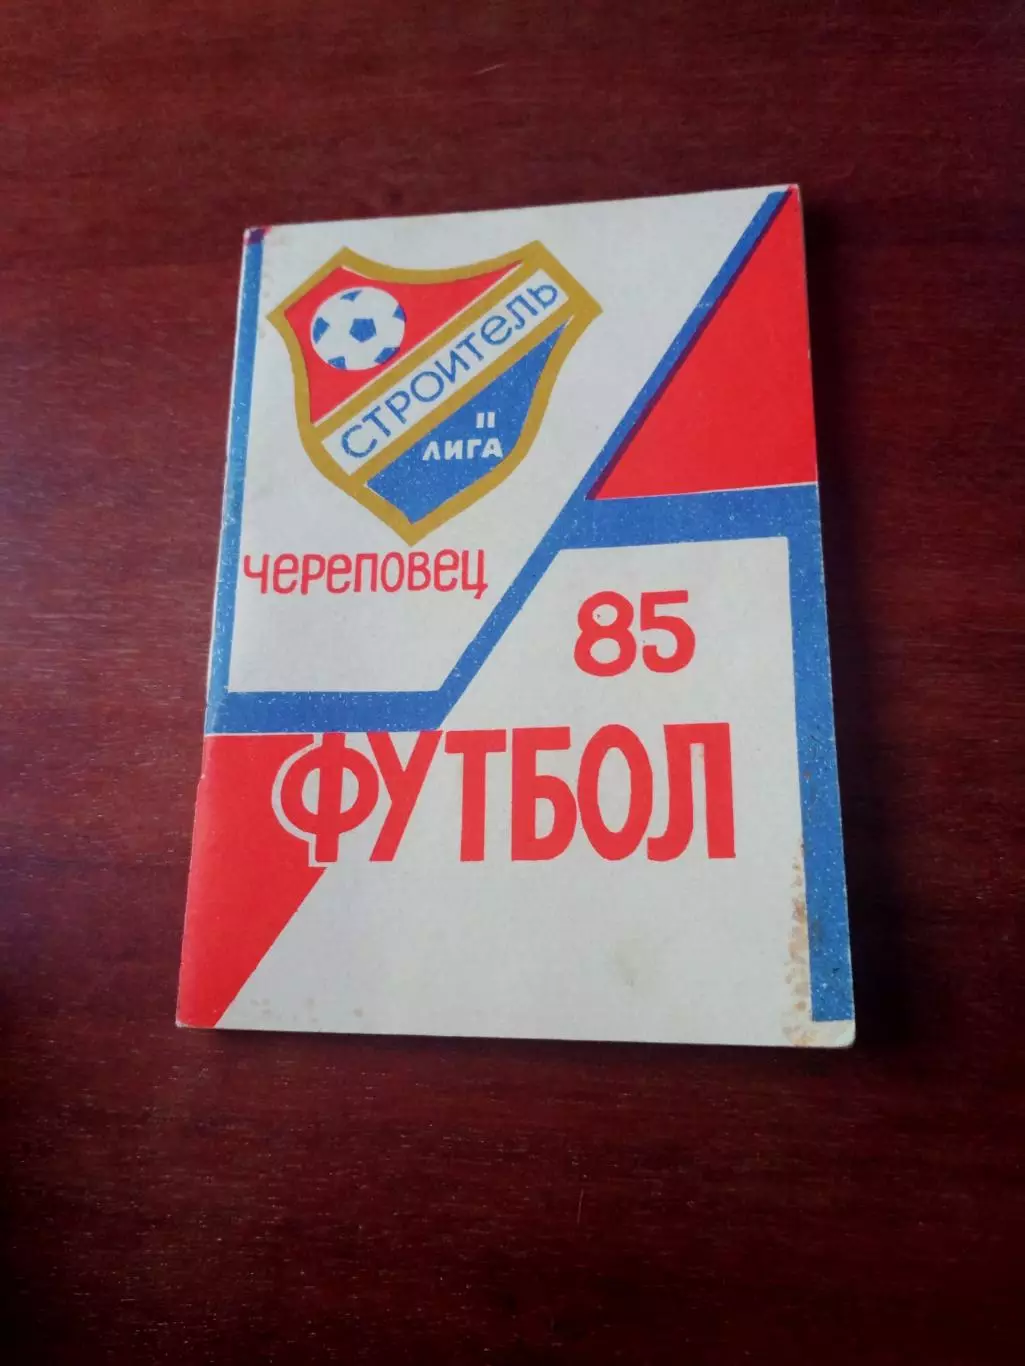 СТРОИТЕЛЬ
II
ЛИГА
ЧЕРЕПОВЕЦ
85
ФУТБОЛ